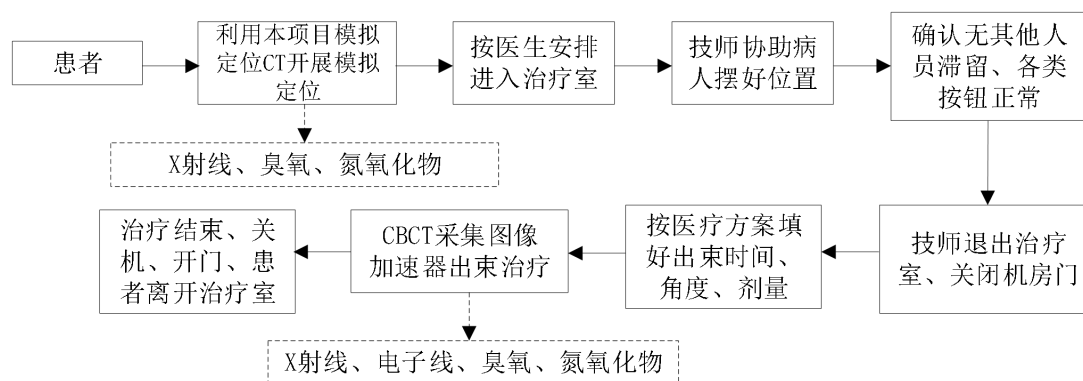 患者
利用本项目模拟
定位CT开展模拟
定位
按医生安排
进入治疗室
技师协助病
人摆好位置
确认无其他人
员滞留、各类
按钮正常
X射线、臭氧、氮氧化物
技师退出治疗
室、关闭机房门
按医疗方案填
好出束时间、
角度、剂量
CBCT采集图像
加速器出束治疗
治疗结束、关
机、开门、患
者离开治疗室
X射线、电子线、臭氧、氮氧化物